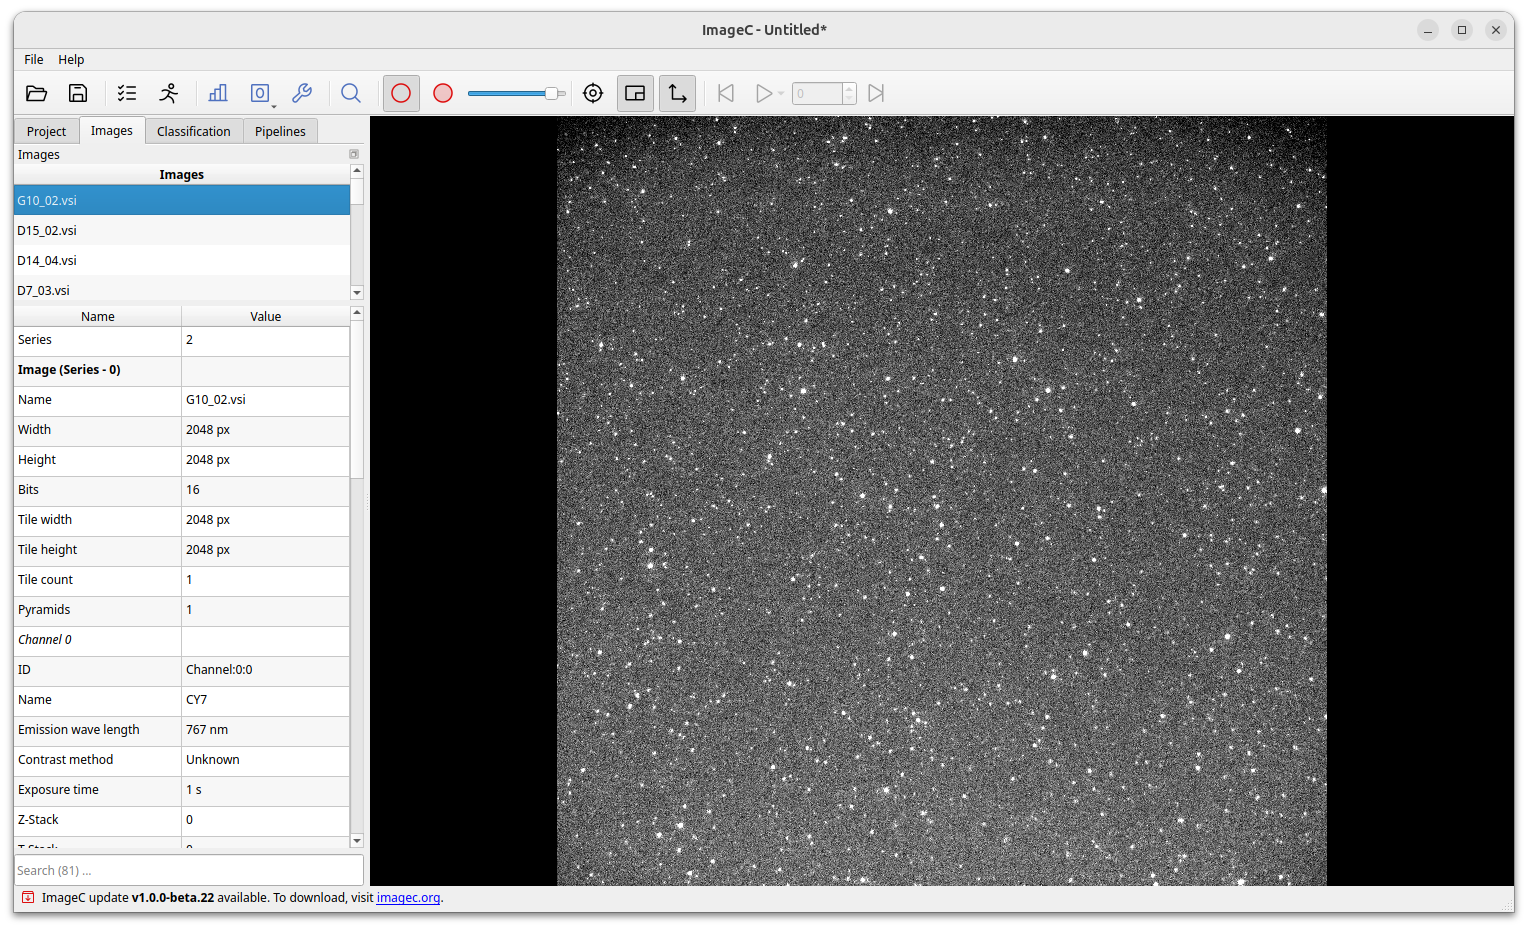 ImageC - Untitled*
File Help
0
Project Images Classification Pipelines
Images
Images
G10_02.vsi
D15_02.vsi
D14_04.vsi
D7_03.vsi
Name Value
Series 2
Image (Series - 0)
Name G10_02.vsi
Width 2048 px
Height 2048 px
Bits 16
Tile width 2048 px
Tile height 2048 px
Tile count 1
Pyramids 1
Channel 0
ID Channel:0:0
Name CY7
Emission wave length 767 nm
Contrast method Unknown
Exposure time 1 s
Z-Stack 0
Search (81) ...
ImageC update v1.0.0-beta.22 available. To download, visit imagec.org.